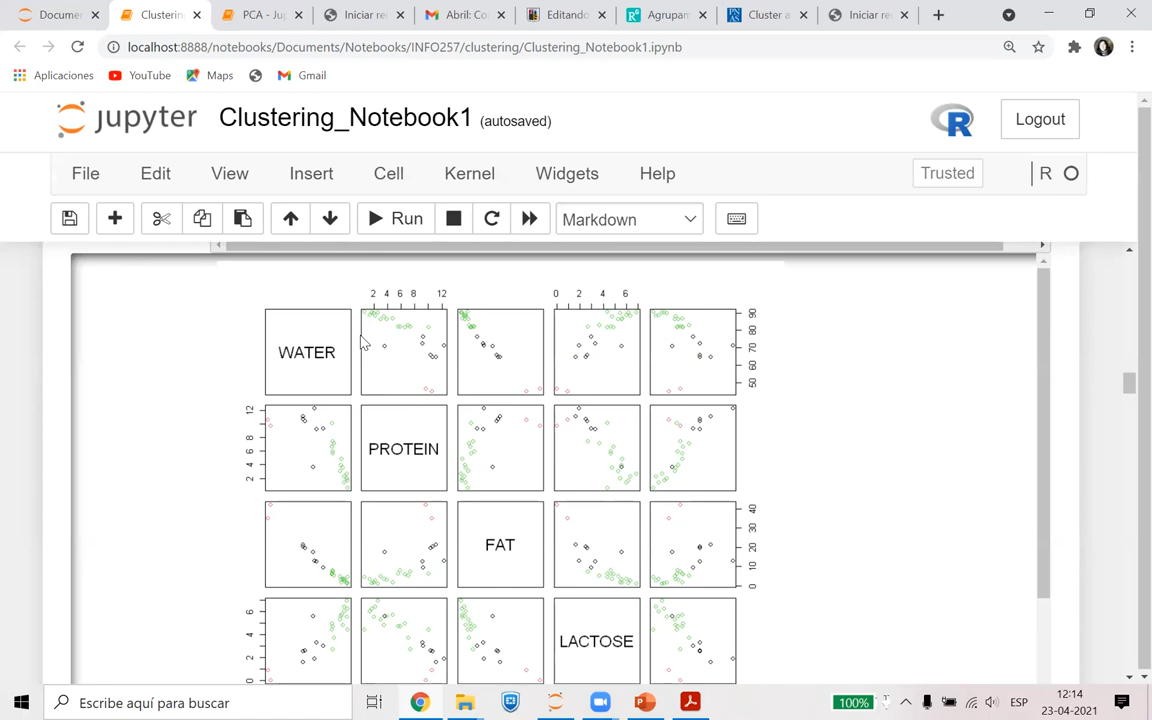 Docume
Clustering
PCA - Jup
Iniciar re
Abril: Co
Editando
Agrupam
Cluster a
Iniciar re
localhost:8888/notebooks/Documents/Notebooks/INFO257/clustering/Clustering_Notebook1.ipynb
Aplicaciones YouTube Maps Gmail
jupyter Clustering_Notebook1 (autosaved) R Logout
File Edit View Insert Cell Kernel Widgets Help Trusted R
Run Markdown
2 4 6 8 12 0 2 4 6
WATER
50 60 70 80 90
2 4 6 8 12
PROTEIN
FAT
0 10 20 30 40
0 2 4 6
LACTOSE
Escribe aquí para buscar
100%
ESP
12:14
23-04-2021